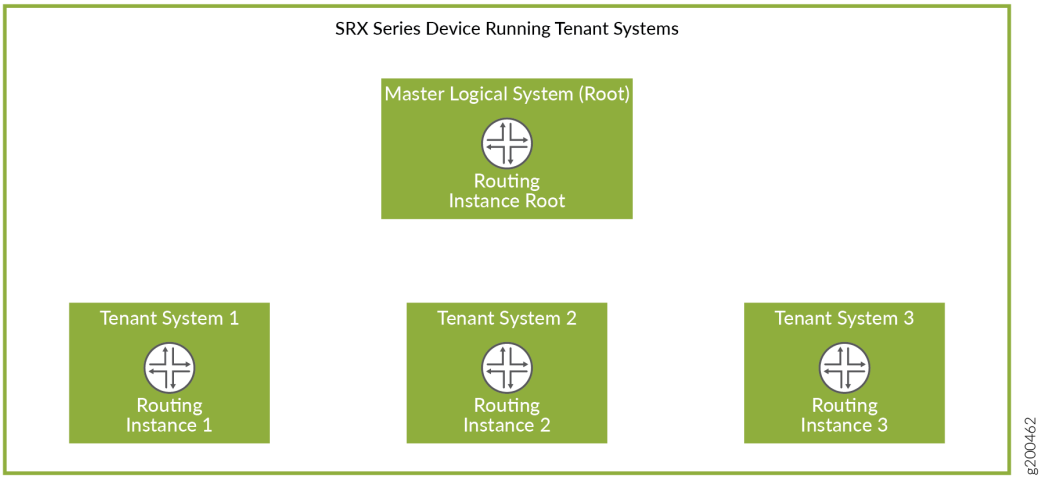 SRX Series Device Running Tenant Systems
Master Logical System (Root)
Routing
Instance Root
Tenant System 1
Routing
Instance 1
Tenant System 2
Routing
Instance 2
Tenant System 3
Routing
Instance 3
g200462